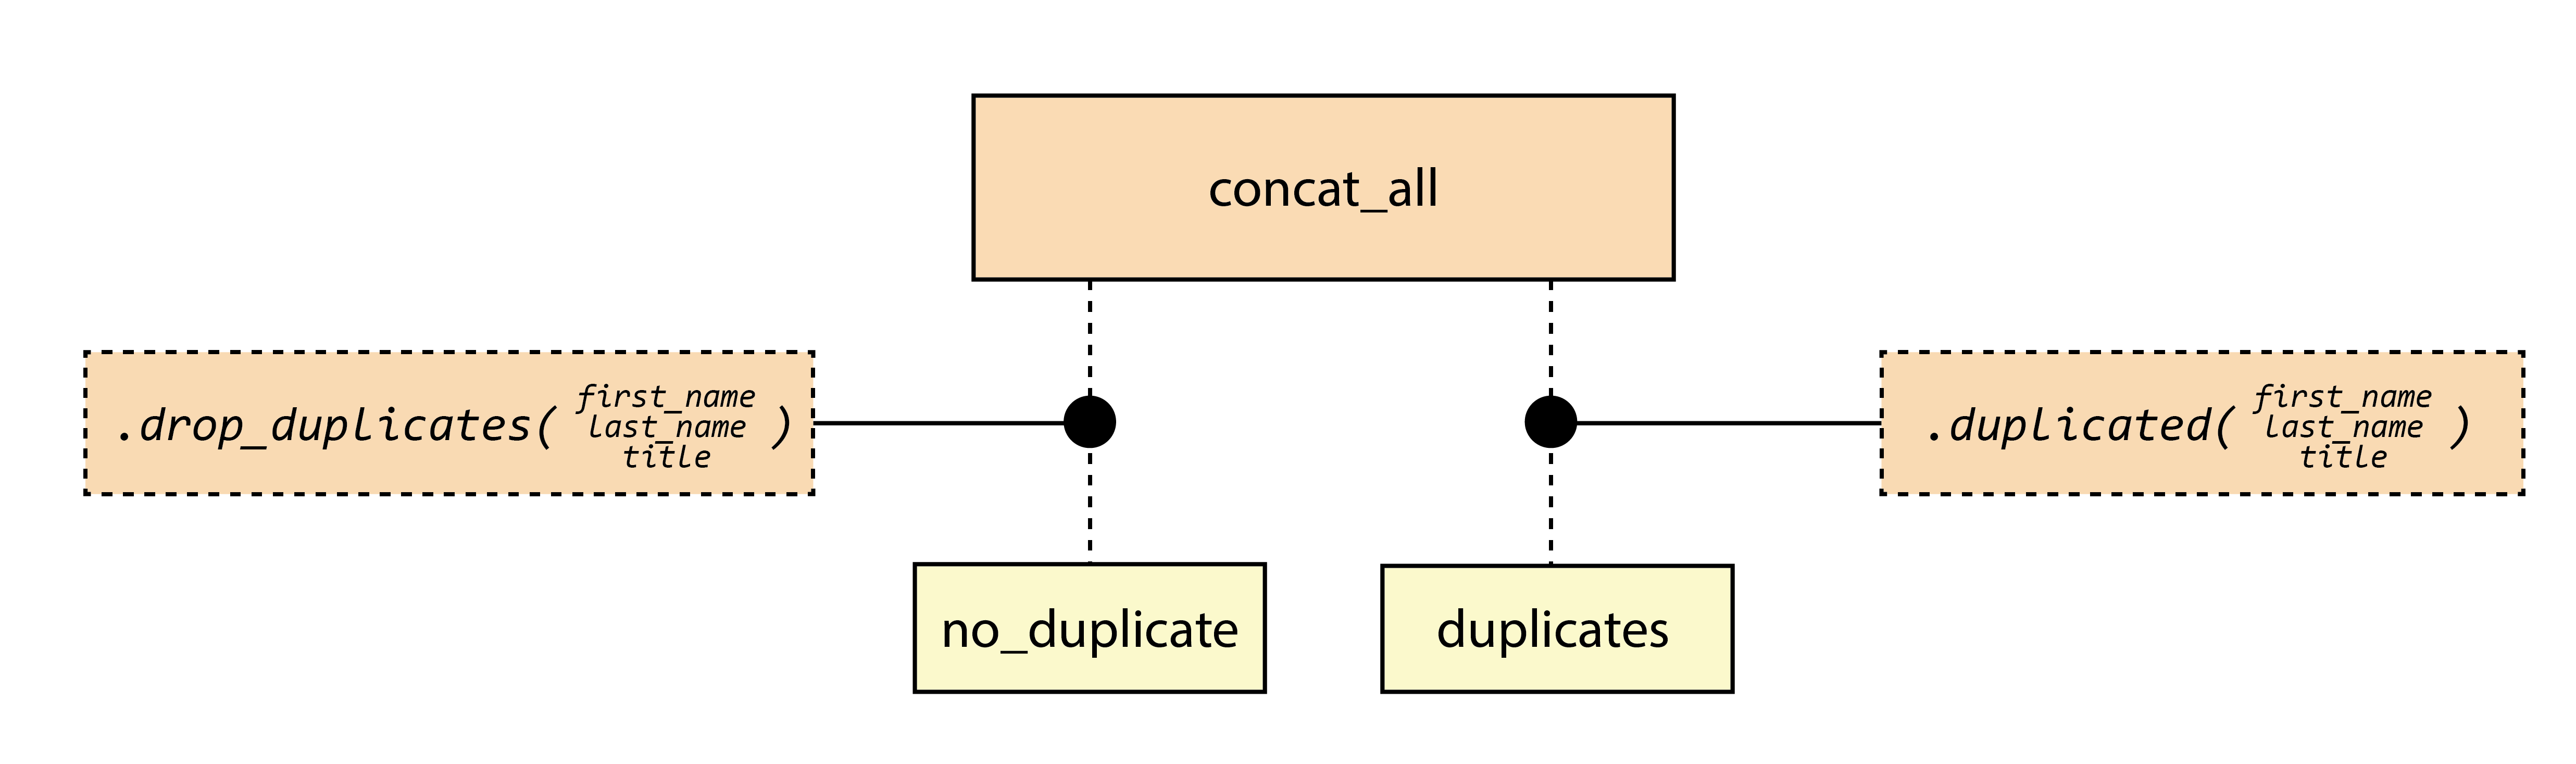 concat_all
.drop_duplicates( first_name
last_name
title )
.duplicated( first_name
last_name
title )
no_duplicate
duplicates